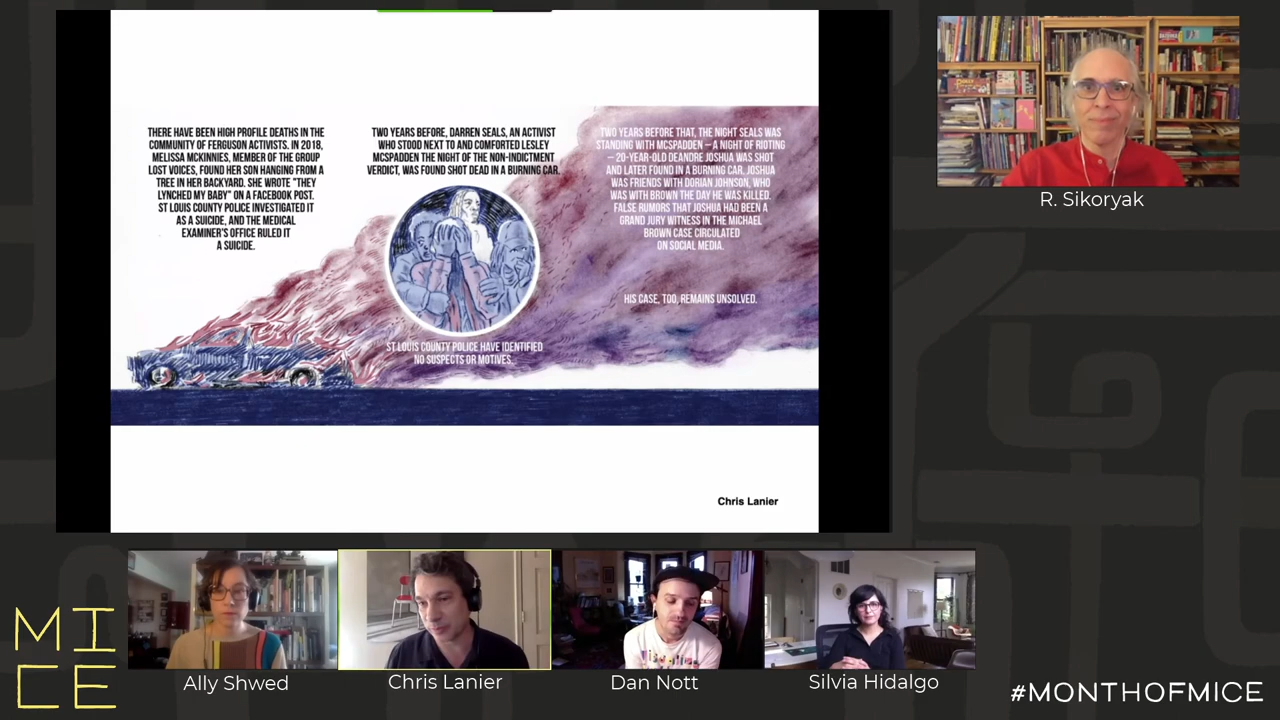 THERE HAVE BEEN HIGH PROFILE DEATHS IN THE
COMMUNITY OF FERGUSON ACTIVISTS. IN 2018,
MELISSA MCKINNIES, MEMBER OF THE GROUP
LOST VOICES, FOUND HER SON HANGING FROM A
TREE IN HER BACKYARD. SHE WROTE "THEY
LYNCHED MY BABY" ON A FACEBOOK POST.
ST LOUIS COUNTY POLICE INVESTIGATED IT
AS A SUICIDE, AND THE MEDICAL
EXAMINER'S OFFICE RULED IT
A SUICIDE.
TWO YEARS BEFORE, DARREN SEALS, AN ACTIVIST
WHO STOOD NEXT TO AND COMFORTED LESLEY
MCSPADDEN THE NIGHT OF THE NON-INDICTMENT
VERDICT, WAS FOUND SHOT DEAD IN A BURNING CAR.
ST LOUIS COUNTY POLICE HAVE IDENTIFIED
NO SUSPECTS OR MOTIVES.
TWO YEARS BEFORE THAT, THE NIGHT SEALS WAS
STANDING WITH MCSPADDEN – A NIGHT OF RIOTING
– 20-YEAR-OLD DEANDRE JOSHUA WAS SHOT
AND LATER FOUND IN A BURNING CAR. JOSHUA
WAS FRIENDS WITH DORIAN JOHNSON, WHO
WAS WITH BROWN THE DAY HE WAS KILLED.
FALSE RUMORS THAT JOSHUA HAD BEEN A
GRAND JURY WITNESS IN THE MICHAEL
BROWN CASE CIRCULATED
ON SOCIAL MEDIA.
HIS CASE, TOO, REMAINS UNSOLVED.
Chris Lanier
R. Sikoryak
MI
CE
Ally Shwed
Chris Lanier
Dan Nott
Silvia Hidalgo
#MONTHOFMICE